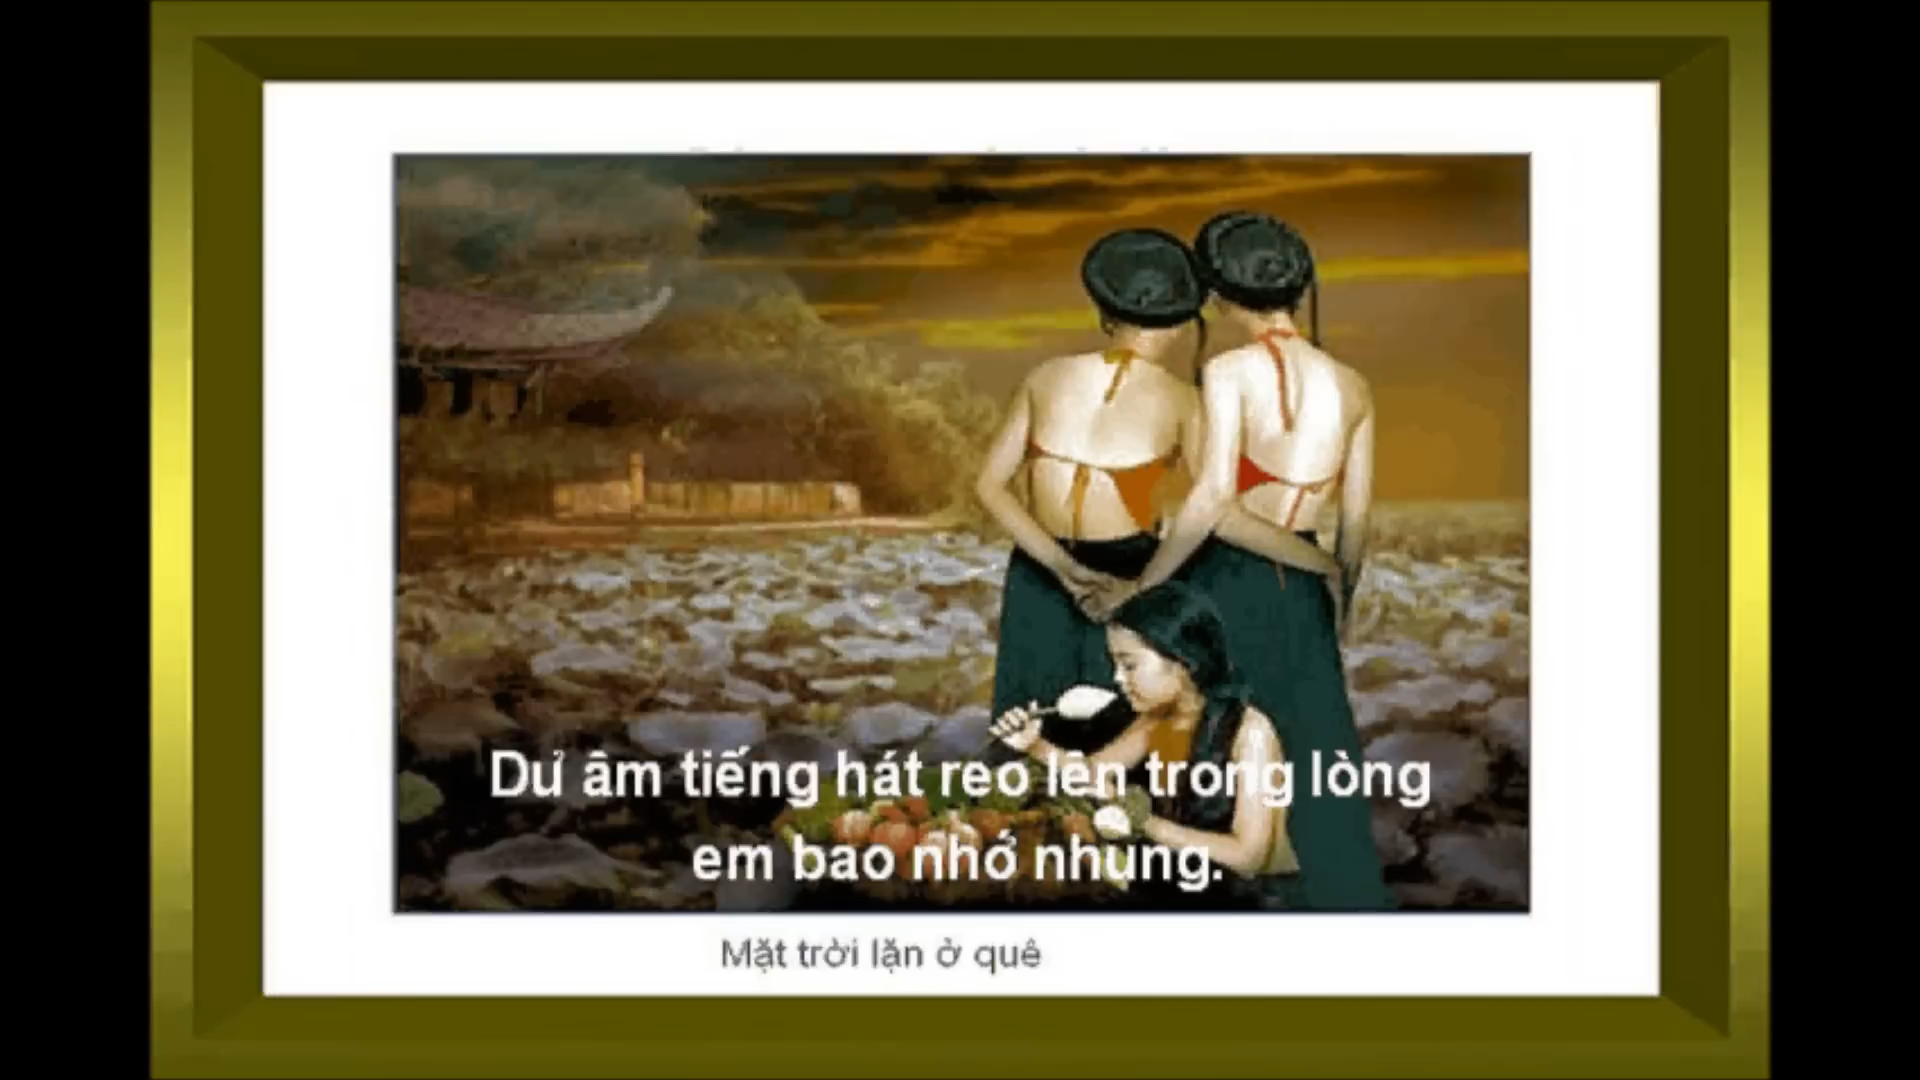 Dư âm tiếng hát reo lên trong lòng
em bao nhớ nhung.
Mặt trời lặn ở quê